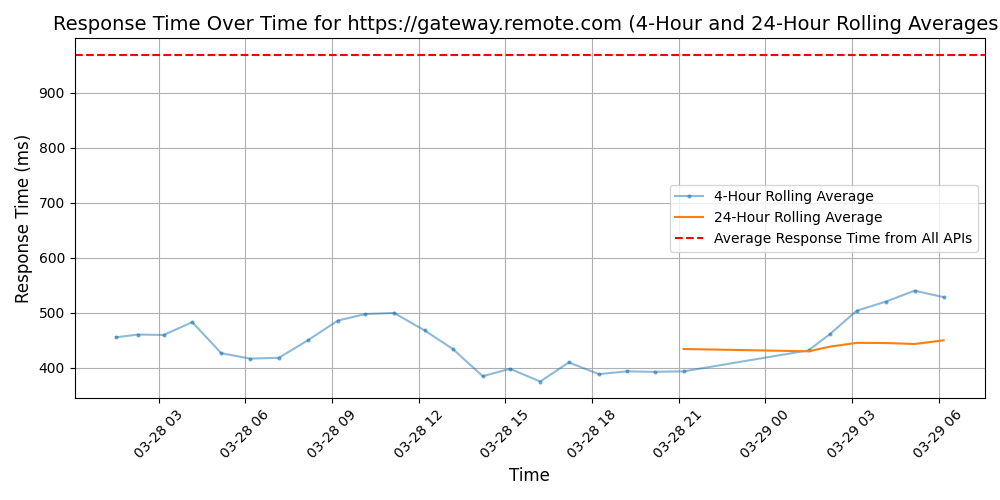 Response Time Over Time for https://gateway.remote.com (4-Hour and 24-Hour Rolling Averages
Response Time (ms)
900
800
700
600
500
400
4-Hour Rolling Average
24-Hour Rolling Average
Average Response Time from All APIs
03-28 03
03-28 06
03-28 09
03-28 12
03-28 15
03-28 18
03-28 21
03-29 00
03-29 03
03-29 06
Time